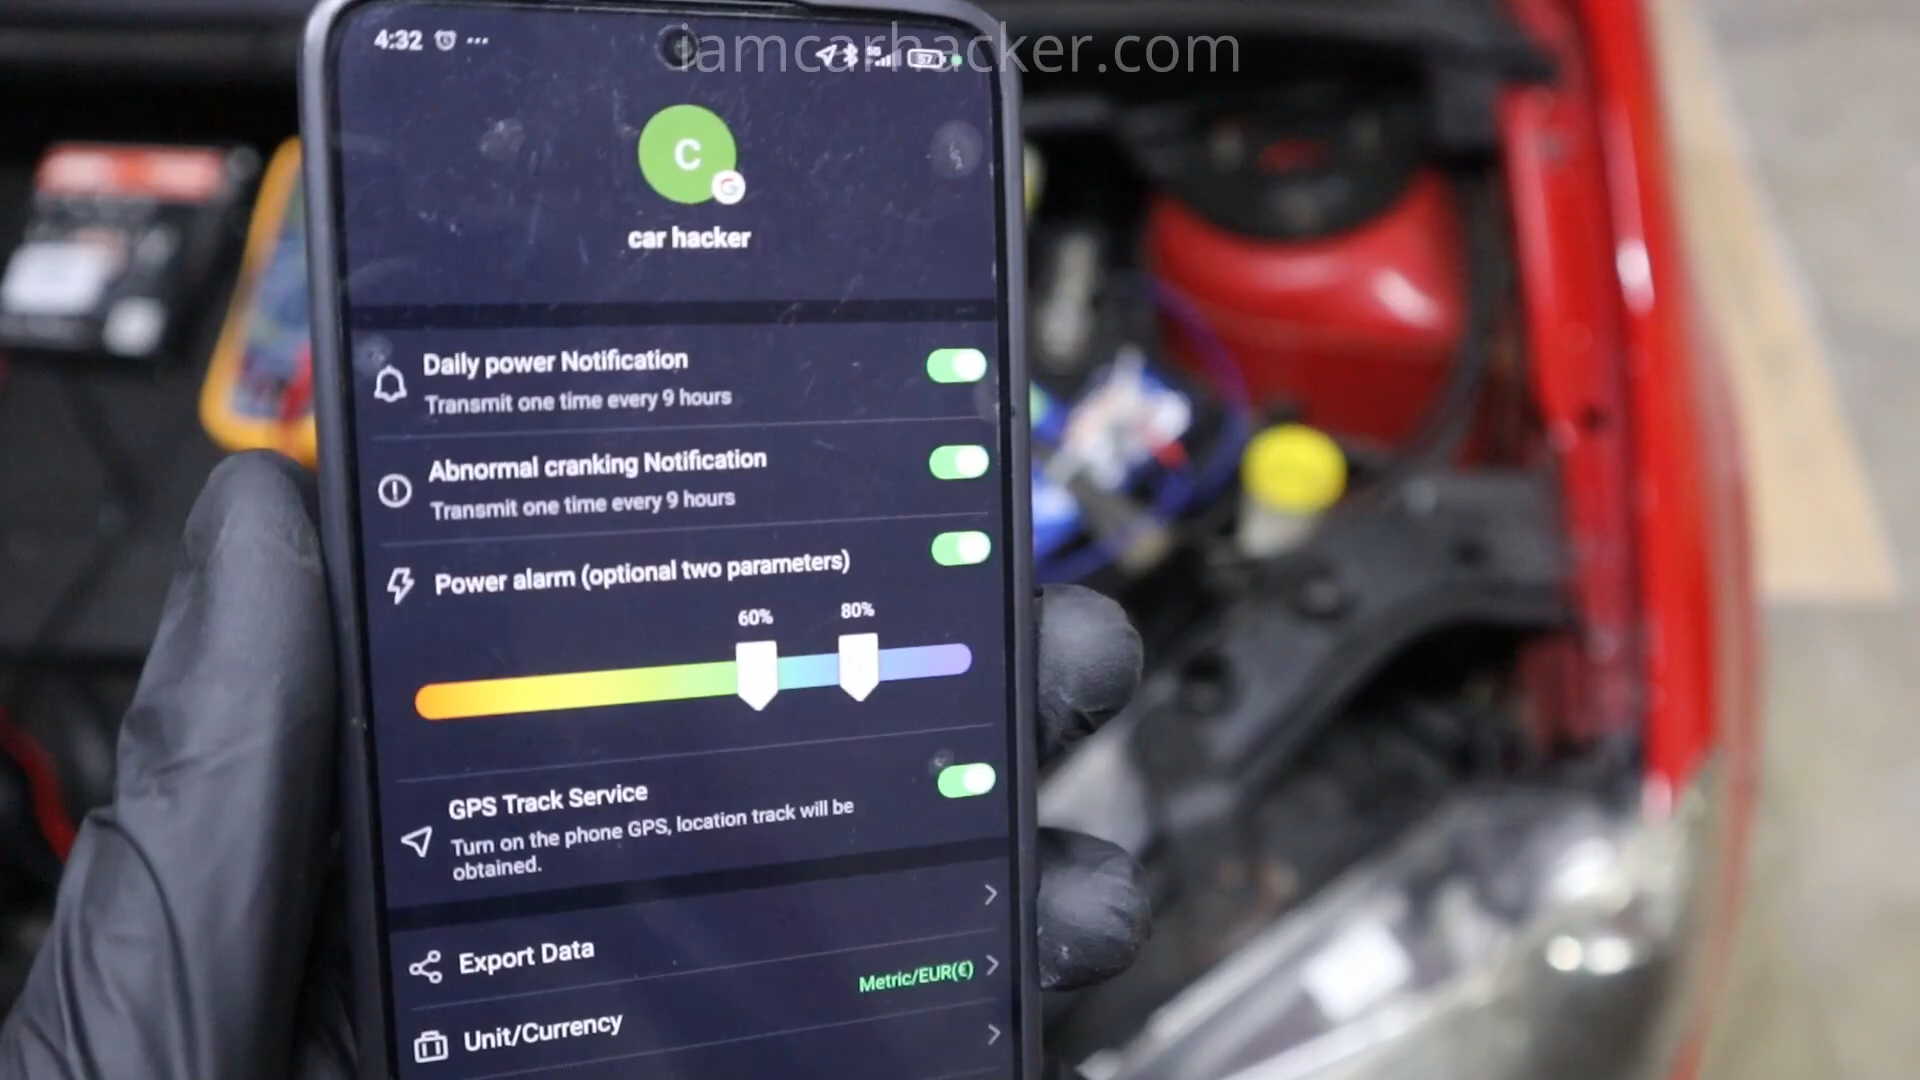 iamcarhacker.com
4:32
57
C
G
car hacker
Daily power Notification
Transmit one time every 9 hours
Abnormal cranking Notification
Transmit one time every 9 hours
Power alarm (optional two parameters)
60% 80%
GPS Track Service
Turn on the phone GPS, location track will be
obtained.
Export Data
Metric/EUR(€)
Unit/Currency